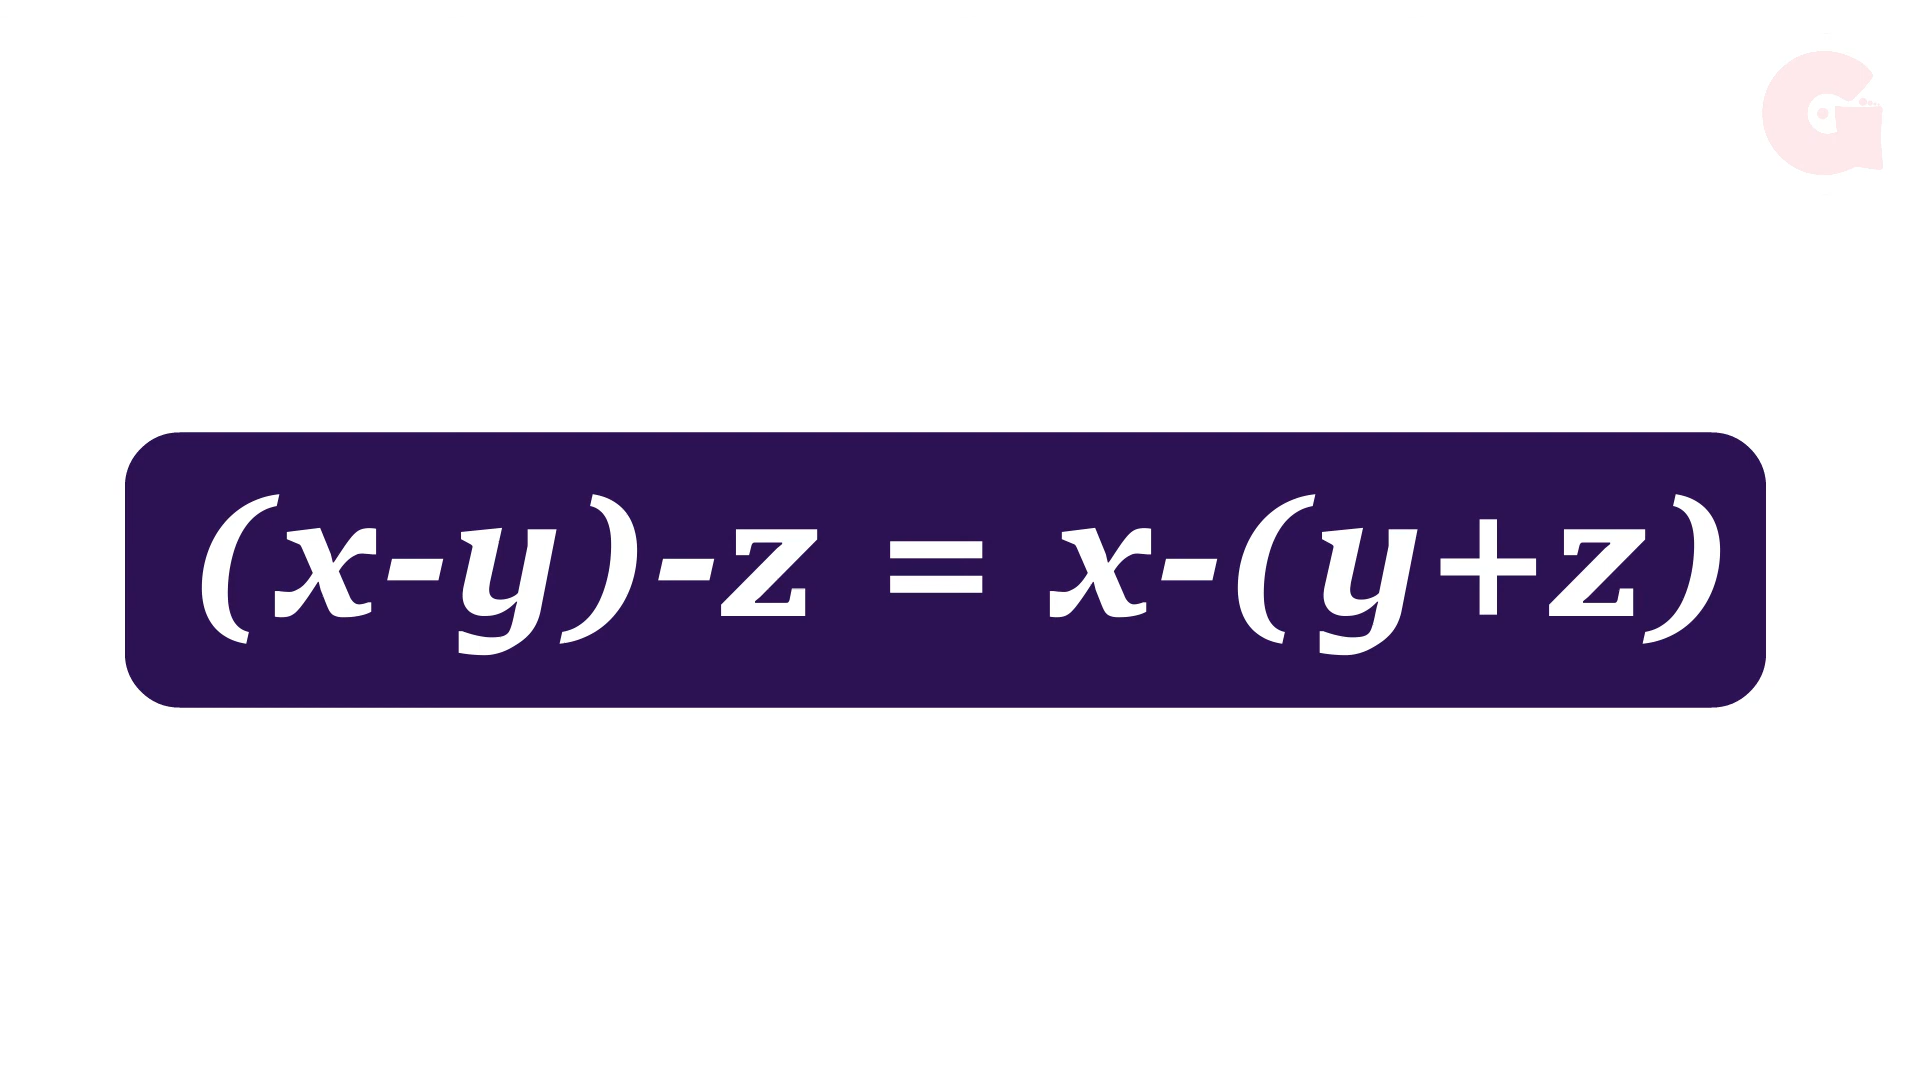 (x-y)-z = x-(y+z)